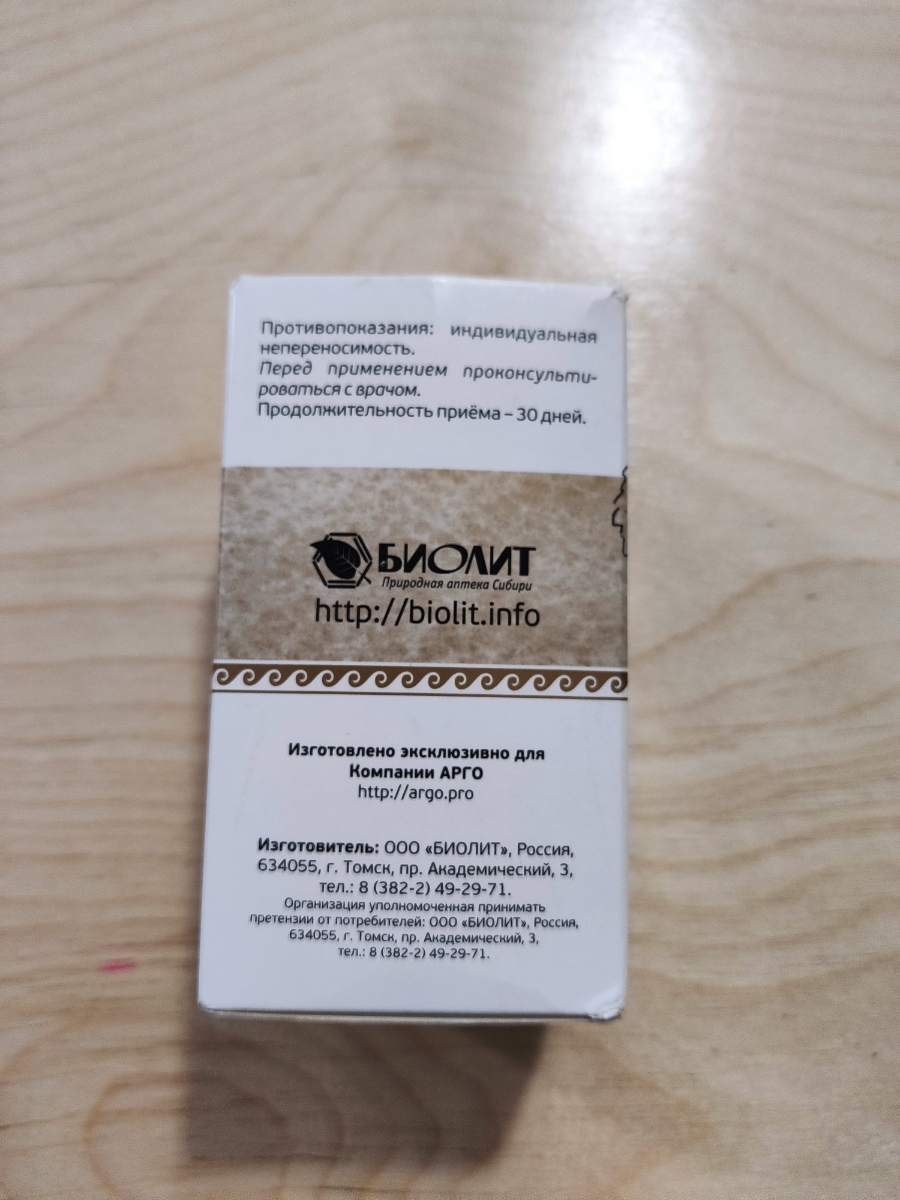 Противопоказания: индивидуальная
непереносимость.
Перед применением проконсульти-
роваться с врачом.
Продолжительность приёма – 30 дней.
БИОЛИТ
Природная аптека Сибири
http://biolit.info
Изготовлено эксклюзивно для
Компании АРГО
http://argo.pro
Изготовитель: ООО «БИОЛИТ», Россия,
634055, г. Томск, пр. Академический, 3,
тел.: 8 (382-2) 49-29-71.
Организация уполномоченная принимать
претензии от потребителей: ООО «БИОЛИТ», Россия,
634055, г. Томск, пр. Академический, 3,
тел.: 8 (382-2) 49-29-71.